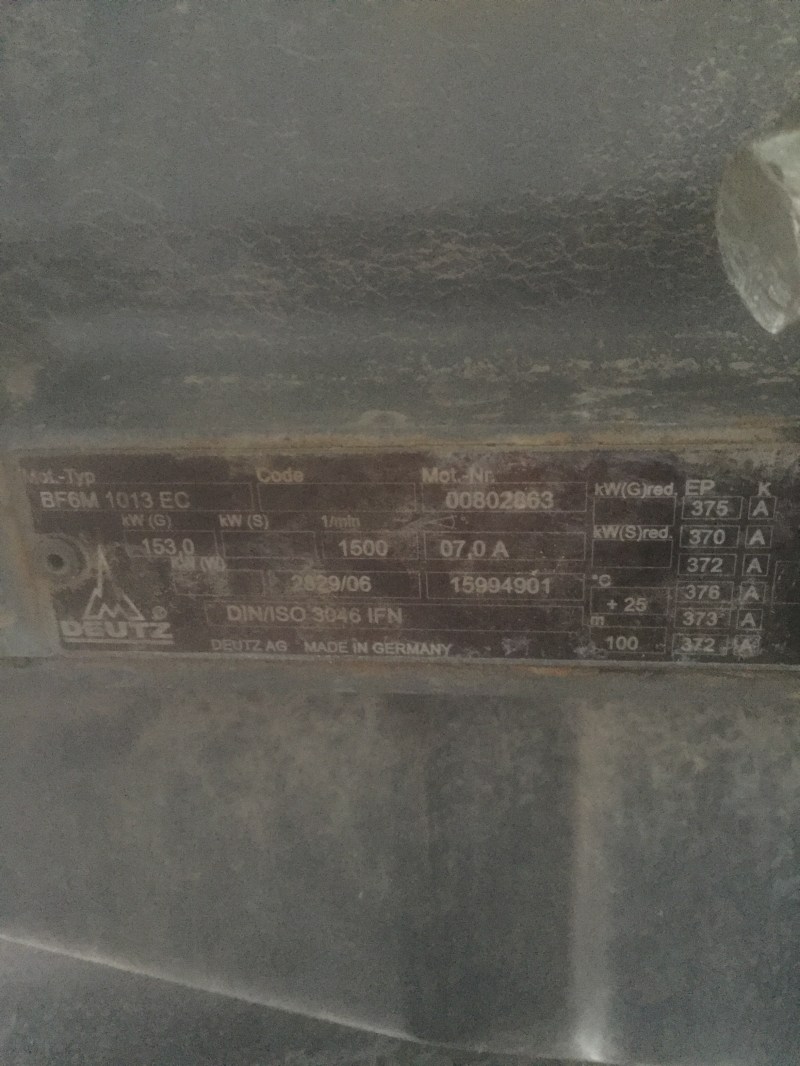 Mot.-Typ Code Mot.-Nr. kW(G)red. EP K
BF6M 1013 EC 00802863 375 A
kW (G) kW (S) 1/min kW(S)red. 370 A
153,0 1500 07,0 A 372 A
kW (W) °C 376 A
2829/06 15994901 + 25
DIN/ISO 3046 IFN m 373 A
DEUTZ ® 100 372 A
DEUTZ AG MADE IN GERMANY